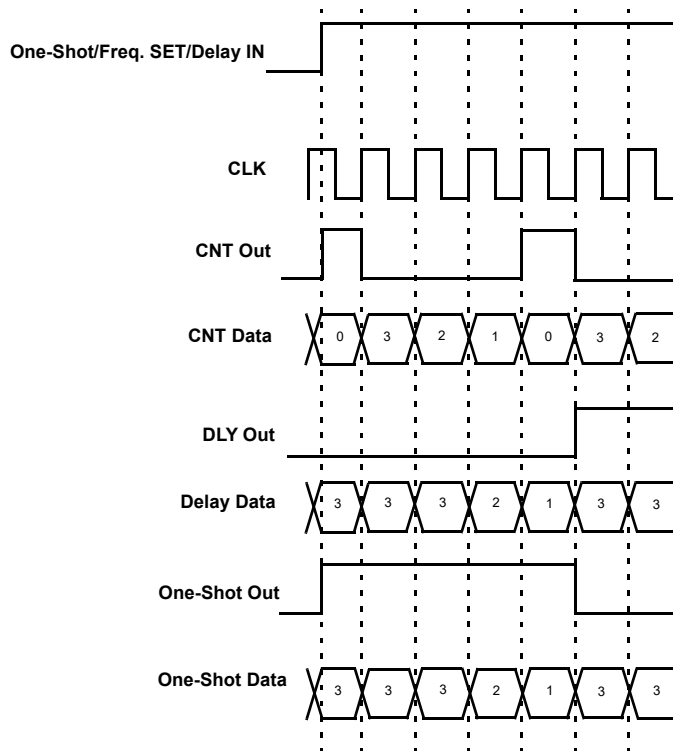 One-Shot/Freq. SET/Delay IN
CLK
CNT Out
CNT Data 0 3 2 1 0 3 2
DLY Out
Delay Data 3 3 3 2 1 3 3
One-Shot Out
One-Shot Data 3 3 3 2 1 3 3